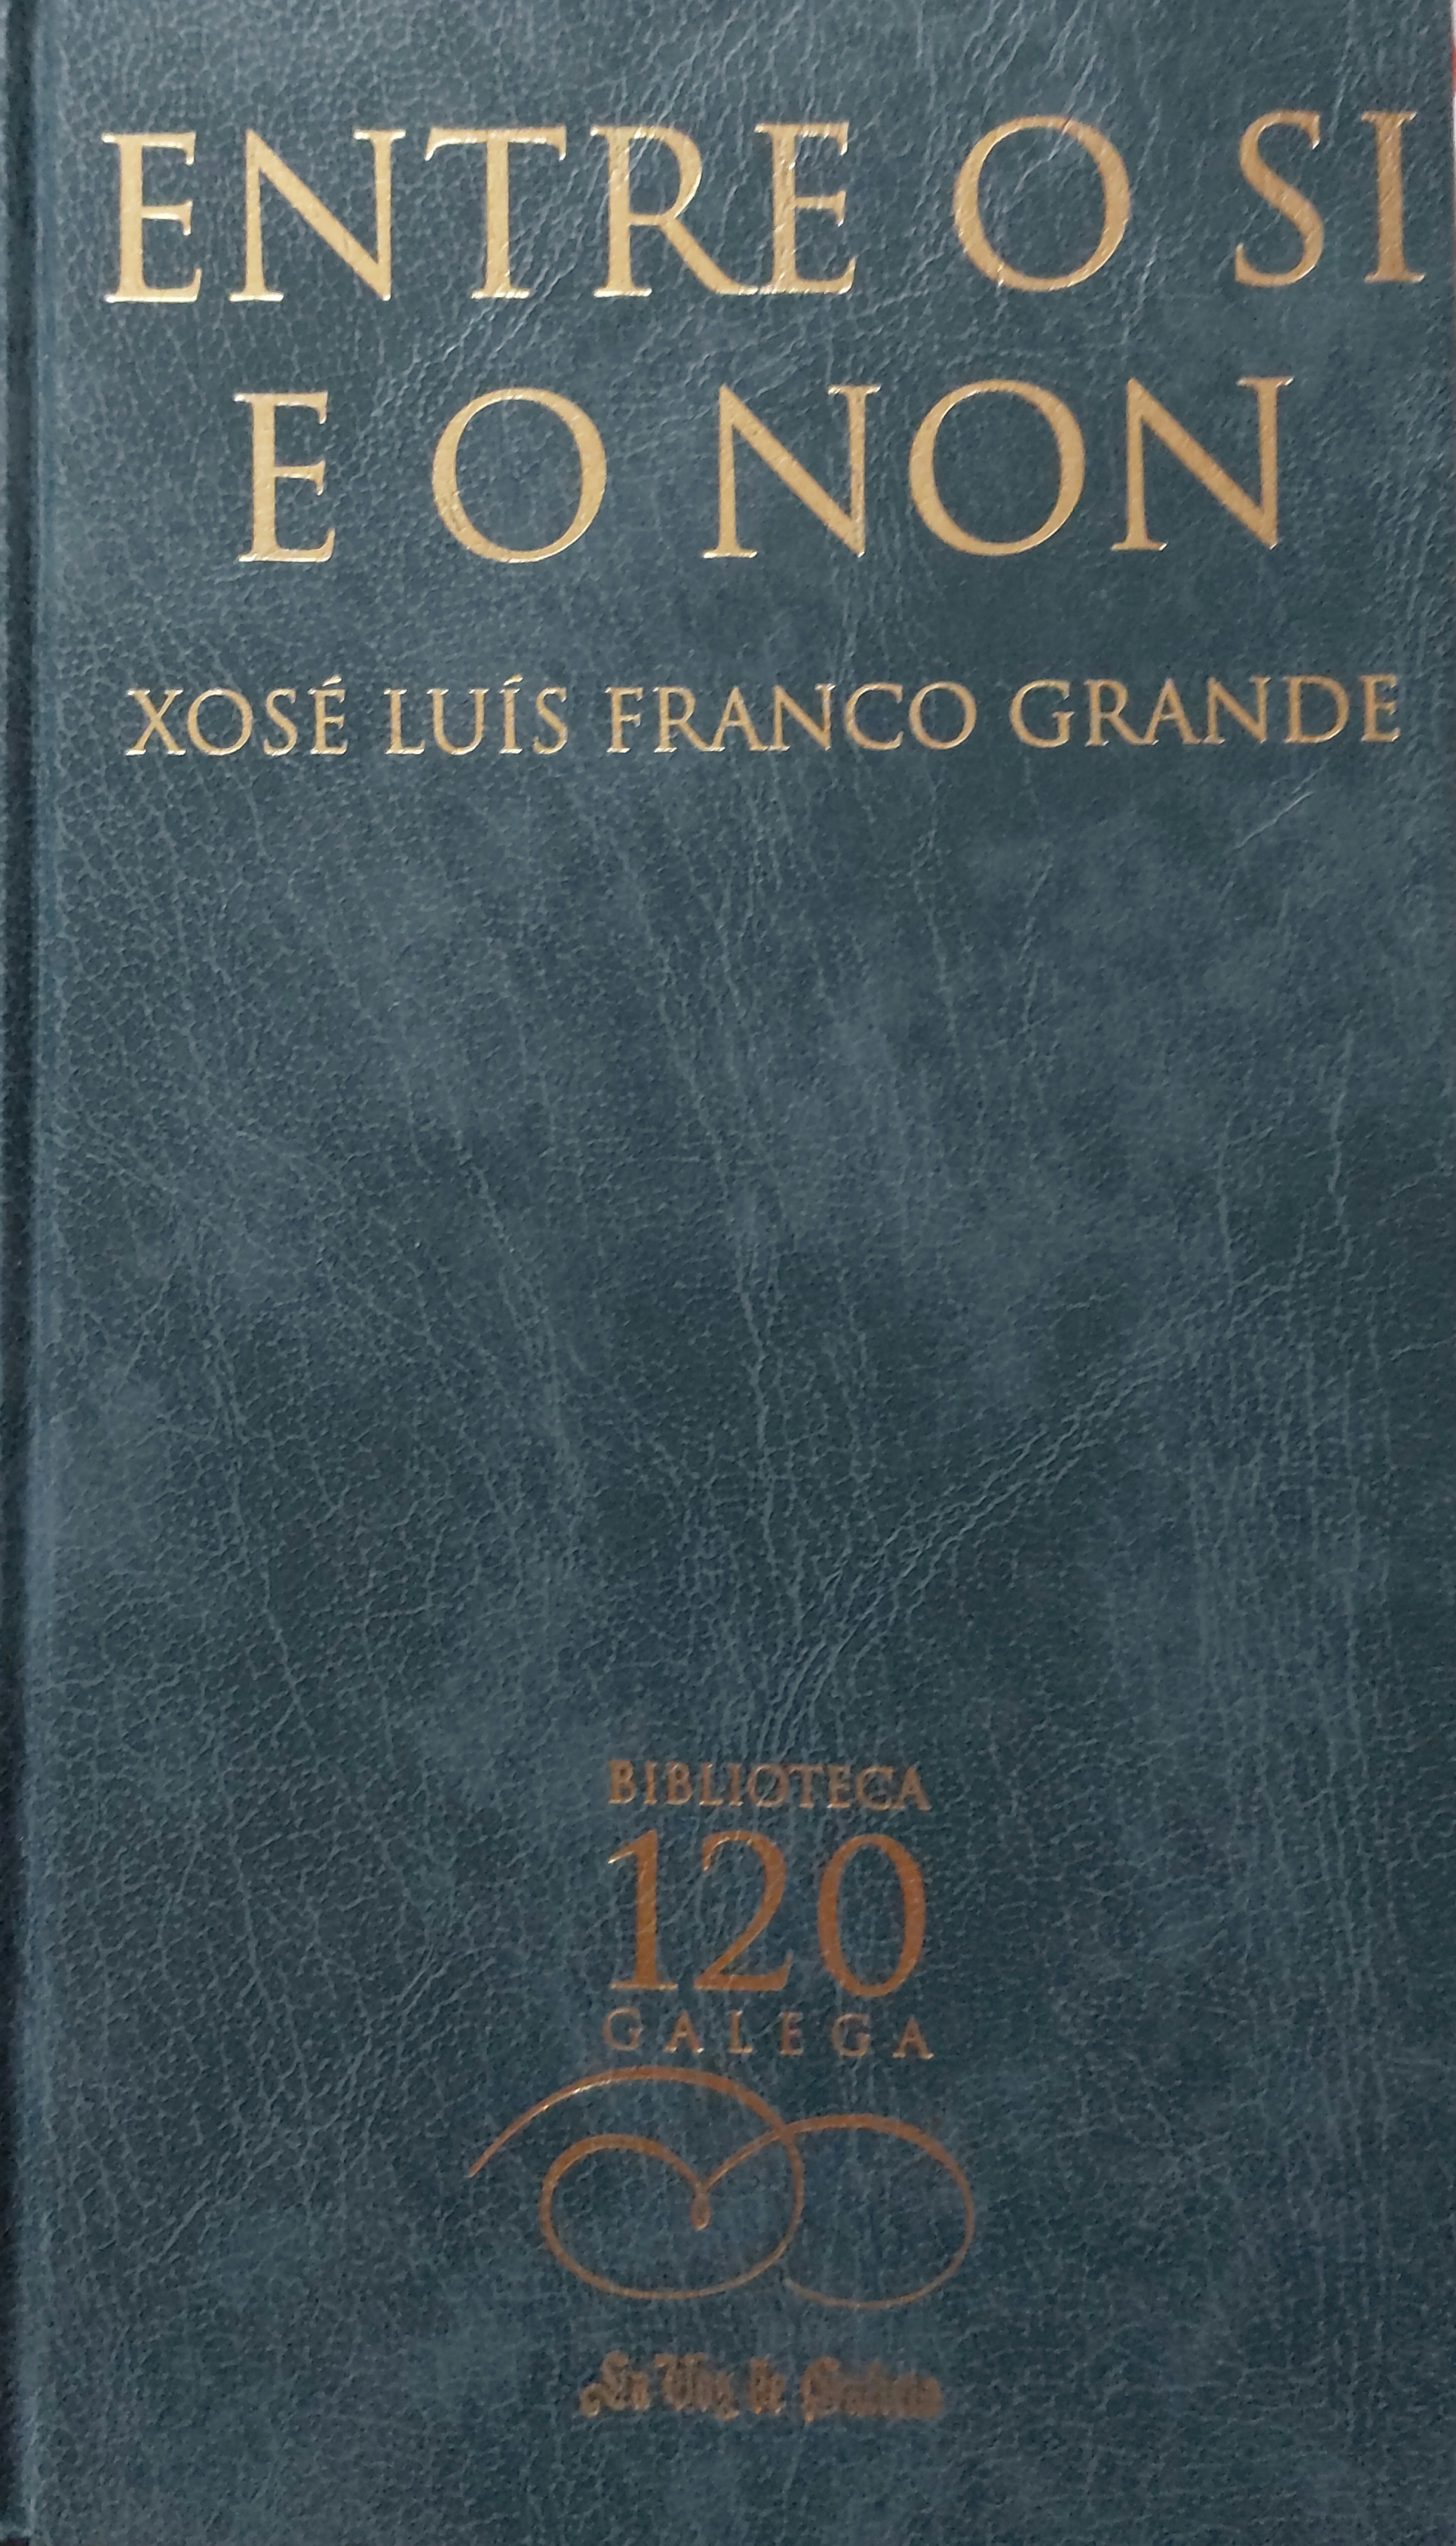 ENTRE O SI
E O NON
XOSÉ LUÍS FRANCO GRANDE
BIBLIOTECA
120
GALEGA
La Voz de Galicia